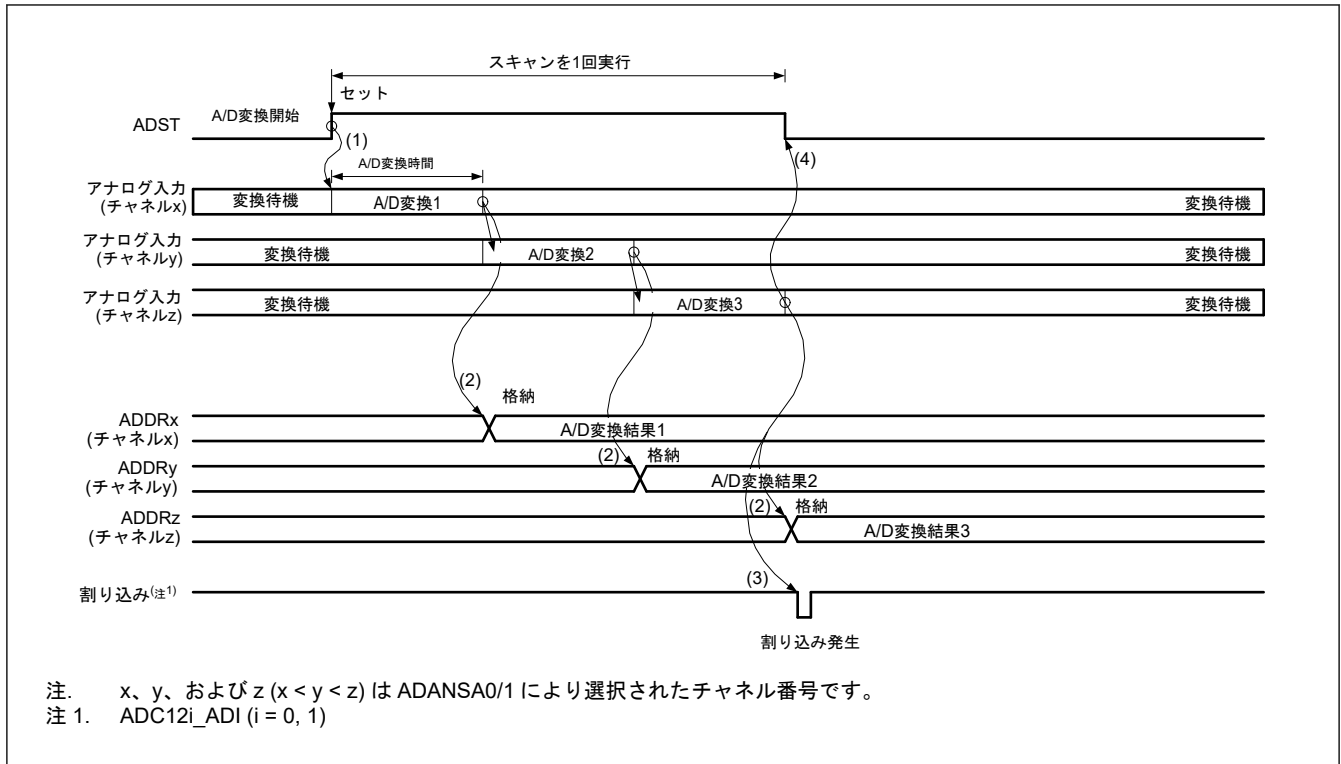 スキャンを1回実行
セット
ADST
A/D変換開始
(1)
(4)
A/D変換時間
アナログ入力
(チャネルx)
変換待機
A/D変換1
変換待機
アナログ入力
(チャネルy)
変換待機
A/D変換2
変換待機
アナログ入力
(チャネルz)
変換待機
A/D変換3
変換待機
(2)
格納
ADDRx
(チャネルx)
A/D変換結果1
(2)
格納
ADDRy
(チャネルy)
A/D変換結果2
(2)
格納
ADDRz
(チャネルz)
A/D変換結果3
(3)
割り込み(注1)
割り込み発生
注. x、y、および z (x < y < z) は ADANSA0/1 により選択されたチャネル番号です。
注 1. ADC12i_ADI (i = 0, 1)